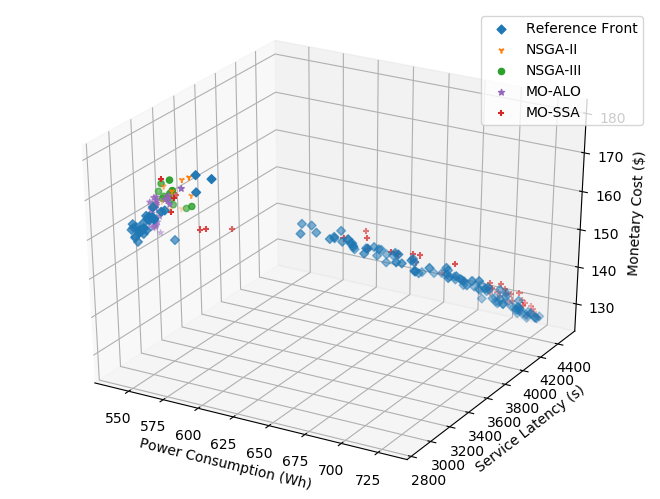 Reference Front
NSGA-II
NSGA-III
MO-ALO
MO-SSA
180
170
160
150
140
130
Monetary Cost ($)
4400
4200
4000
3800
3600
3400
3200
3000
2800
Service Latency (s)
550
575
600
625
650
675
700
725
Power Consumption (Wh)